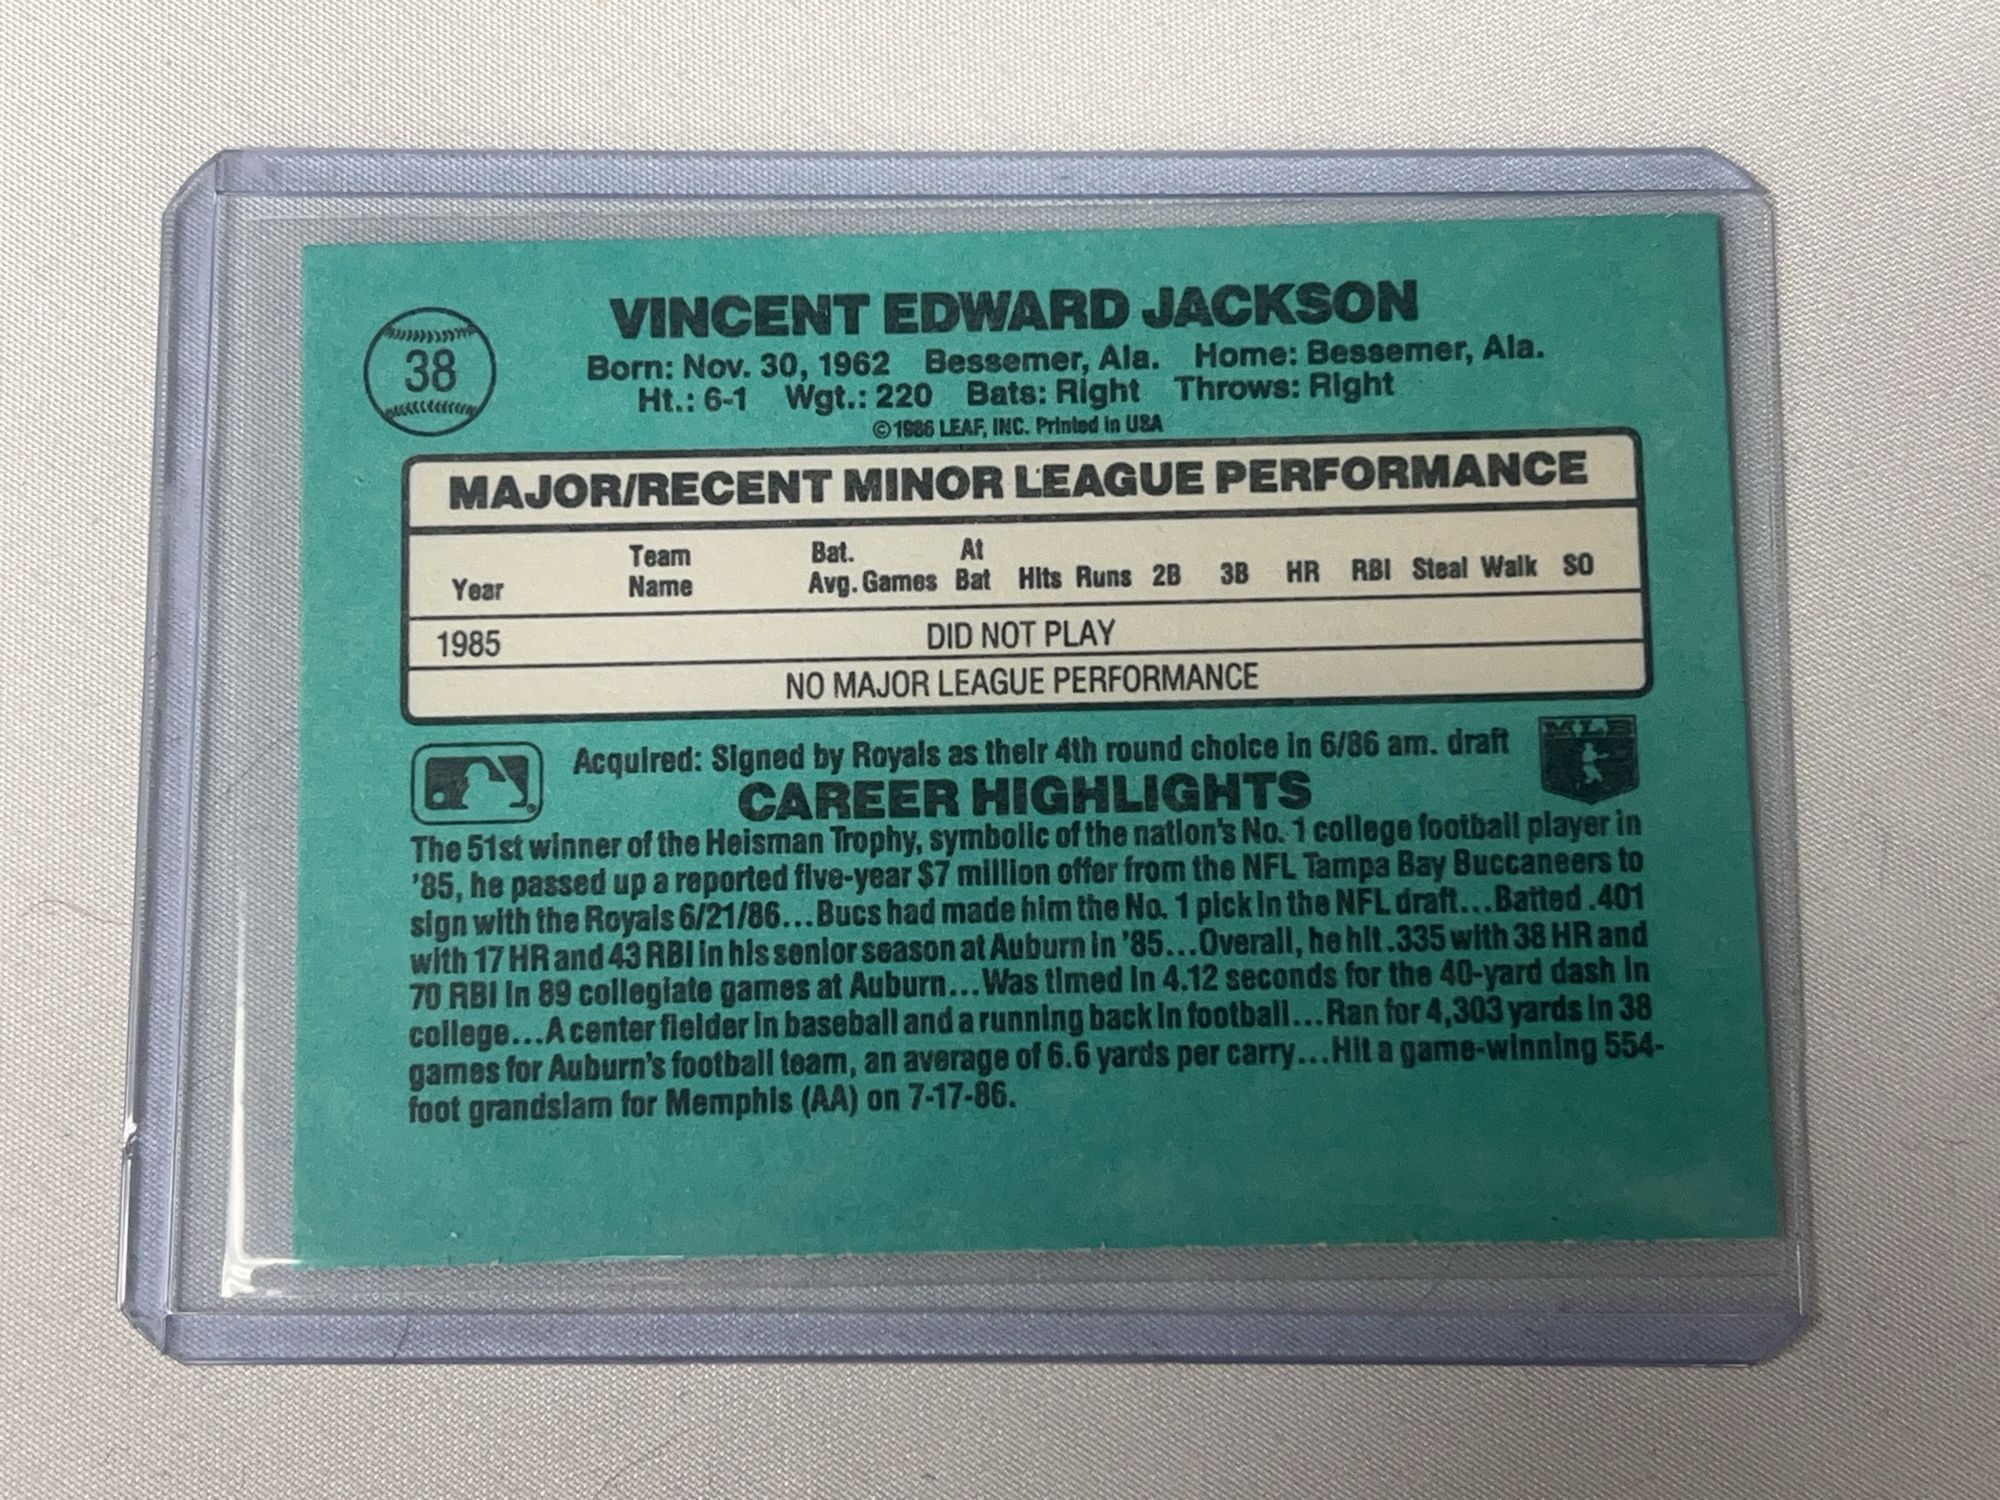 VINCENT EDWARD JACKSON
38
Born: Nov. 30, 1962 Bessemer, Ala. Home: Bessemer, Ala.
Ht.: 6-1 Wgt.: 220 Bats: Right Throws: Right
©1986 LEAF, INC. Printed in USA
MAJOR/RECENT MINOR LEAGUE PERFORMANCE
Year Team Name Bat. Avg. Games At Bat Hits Runs 2B 3B HR RBI Steal Walk SO
1985 DID NOT PLAY
NO MAJOR LEAGUE PERFORMANCE
Acquired: Signed by Royals as their 4th round choice in 6/86 am. draft
MLB
CAREER HIGHLIGHTS
The 51st winner of the Heisman Trophy, symbolic of the nation's No. 1 college football player in
'85, he passed up a reported five-year $7 million offer from the NFL Tampa Bay Buccaneers to
sign with the Royals 6/21/86...Bucs had made him the No. 1 pick in the NFL draft...Batted .401
with 17 HR and 43 RBI in his senior season at Auburn in '85...Overall, he hit .335 with 38 HR and
70 RBI in 89 collegiate games at Auburn...Was timed in 4.12 seconds for the 40-yard dash in
college...A center fielder in baseball and a running back in football...Ran for 4,303 yards in 38
games for Auburn's football team, an average of 6.6 yards per carry...Hit a game-winning 554-
foot grandslam for Memphis (AA) on 7-17-86.